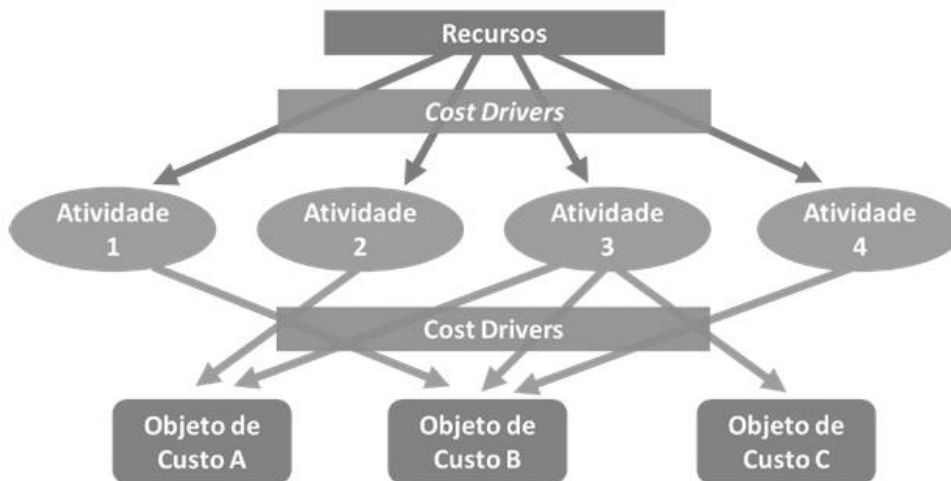 Recursos
Cost Drivers
Atividade
1
Atividade
2
Atividade
3
Atividade
4
Cost Drivers
Objeto de
Custo A
Objeto de
Custo B
Objeto de
Custo C